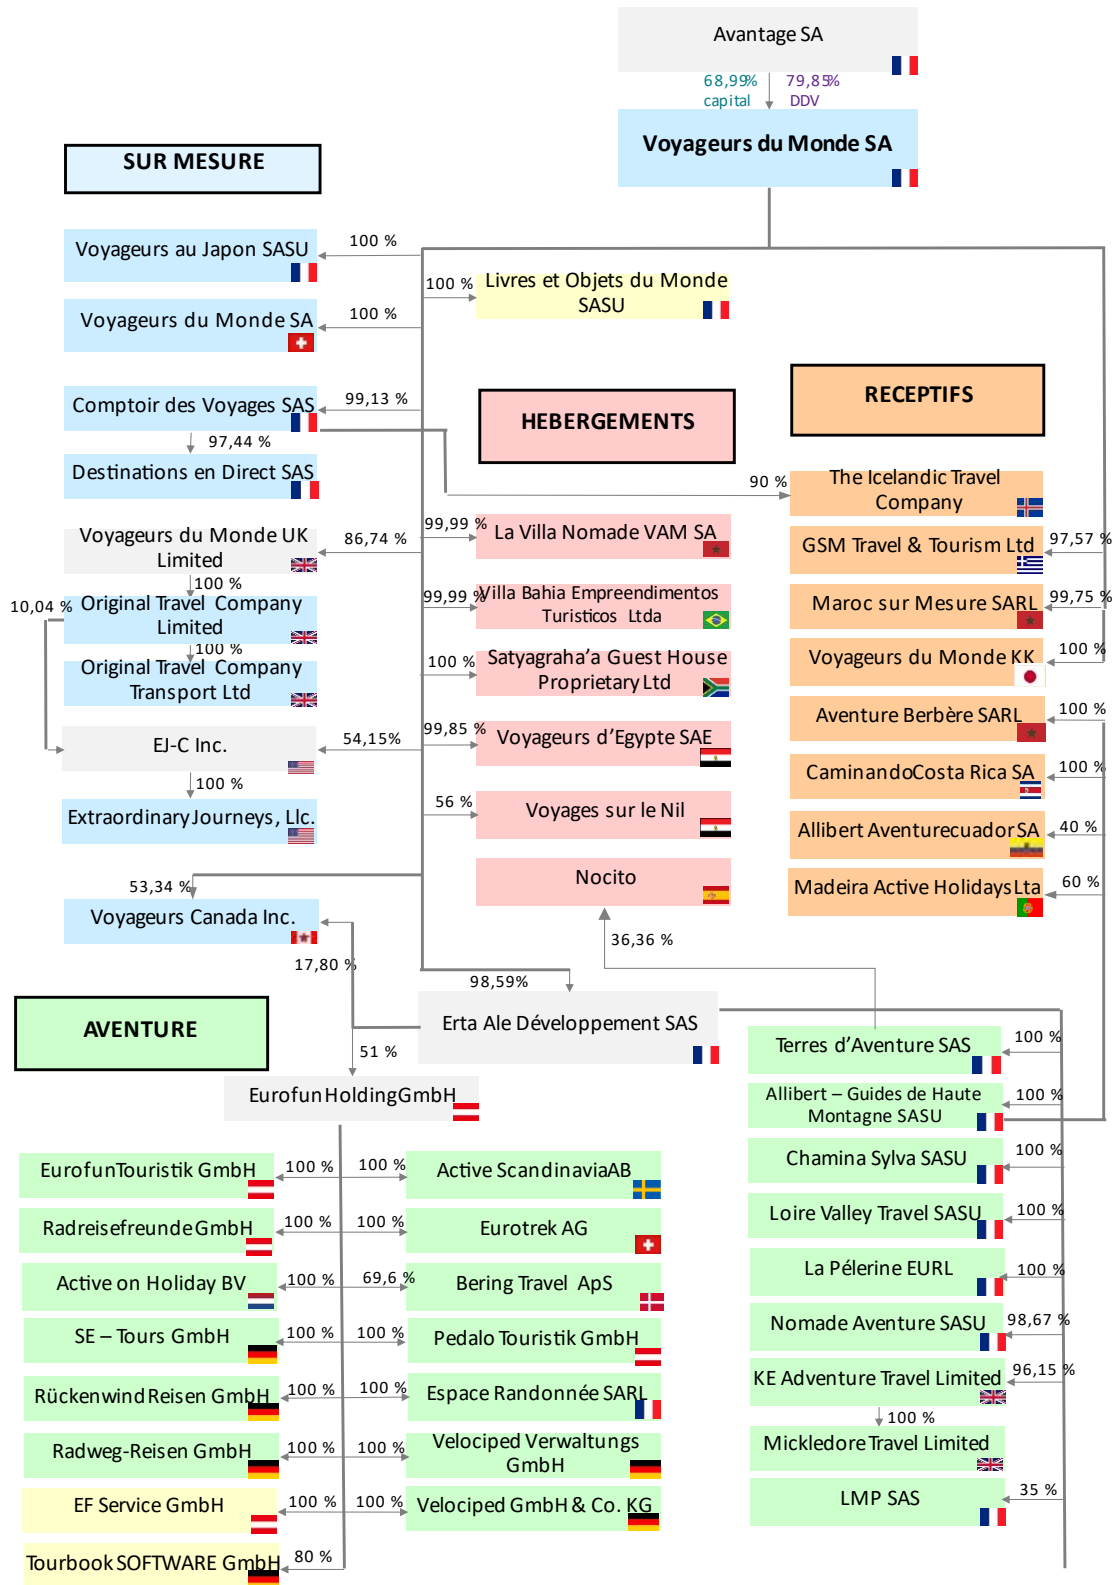 Avantage SA
68,99%
capital
79,85%
DDV
Voyageurs du Monde SA
SUR MESURE
Voyageurs au Japon SASU
100 %
Livres et Objets du Monde
SASU
100 %
Voyageurs du Monde SA
100 %
Comptoir des Voyages SAS
99,13 %
97,44 %
Destinations en Direct SAS
HEBERGEMENTS
RECEPTIFS
90 %
The Icelandic Travel
Company
Voyageurs du Monde UK
Limited
86,74 %
99,99 %
La Villa Nomade VAM SA
GSM Travel & Tourism Ltd
97,57 %
100 %
10,04 %
Original Travel Company
Limited
99,99 %
Villa Bahia Empreendimentos
Turisticos Ltda
Maroc sur Mesure SARL
99,75 %
100 %
Original Travel Company
Transport Ltd
100 %
Satyagraha'a Guest House
Proprietary Ltd
Voyageurs du Monde KK
100 %
EJ-C Inc.
54,15%
99,85 %
Voyageurs d'Egypte SAE
Aventure Berbère SARL
100 %
100 %
Extraordinary Journeys, Llc.
56 %
Voyages sur le Nil
Caminando Costa Rica SA
100 %
Allibert Aventurecuador SA
40 %
Nocito
Madeira Active Holidays Lta
60 %
53,34 %
Voyageurs Canada Inc.
17,80 %
36,36 %
98,59%
AVENTURE
Erta Ale Développement SAS
51 %
Eurofun Holding GmbH
Terres d'Aventure SAS
100 %
Allibert – Guides de Haute
Montagne SASU
100 %
Chamina Sylva SASU
100%
Loire Valley Travel SASU
100 %
La Pélerine EURL
100%
Nomade Aventure SASU
98,67 %
KE Adventure Travel Limited
96,15 %
100 %
Mickledore Travel Limited
LMP SAS
35 %
Eurofun Touristik GmbH
100 %
100 %
Active Scandinavia AB
Radreisefreunde GmbH
100 %
100 %
Eurotrek AG
Active on Holiday BV
100 %
69,6 %
Bering Travel ApS
SE – Tours GmbH
100 %
100 %
Pedalo Touristik GmbH
Rückenwind Reisen GmbH
100 %
100 %
Espace Randonnée SARL
Radweg-Reisen GmbH
100 %
100 %
Velociped Verwaltungs
GmbH
EF Service GmbH
100 %
100 %
Velociped GmbH & Co. KG
Tourbook SOFTWARE GmbH
80 %